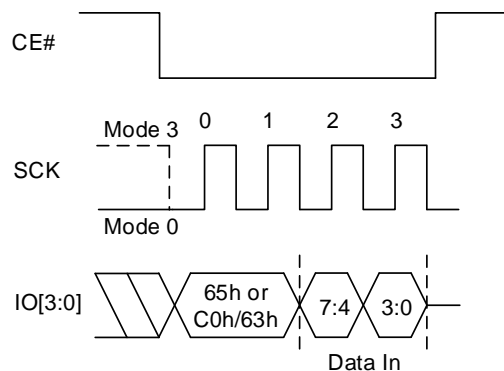 CE#
Mode 3 0 1 2 3
SCK
Mode 0
IO[3:0]
65h or
C0h/63h
7:4
3:0
Data In